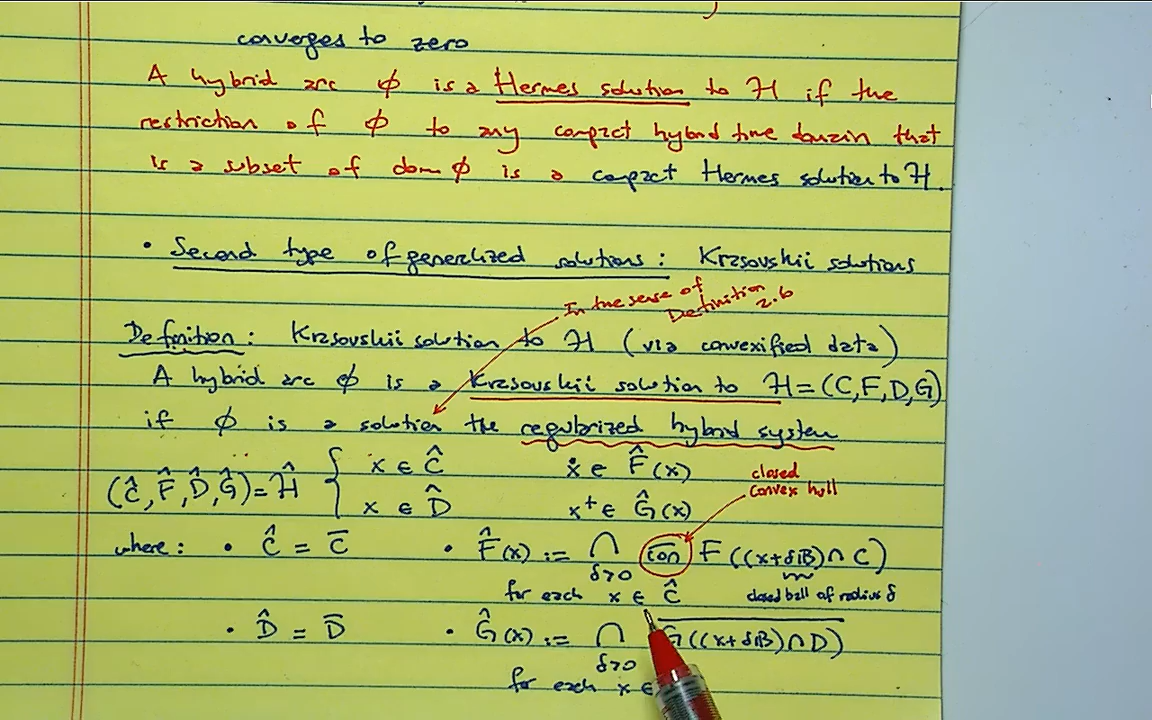 converges to zero
A hybrid arc ϕ is a Hermes solution to H if the
restriction of ϕ to any compact hybrid time domain that
is a subset of dom ϕ is a compact Hermes solution to H.
• Second type of generalized solutions: Krasovskii solutions
In the sense of
Definition 2.6
Definition: Krasovskii solution to H (via convexified data)
A hybrid arc ϕ is a Krasovskii solution to H=(C,F,D,G)
if ϕ is a solution the regularized hybrid system
(Ĉ,F̂,D̂,Ĝ)=Ĥ { x ∈ Ĉ ẋ ∈ F̂(x)
x ∈ D̂ x⁺ ∈ Ĝ(x)
closed
convex hull
where: • Ĉ = C̅ • F̂(x) := ∩ c̅o̅n̅ F((x+δB)∩C)
δ>0
for each x ∈ Ĉ closed ball of radius δ
• D̂ = D̅ • Ĝ(x) := ∩ G((x+δB)∩D)
δ>0
for each x ∈